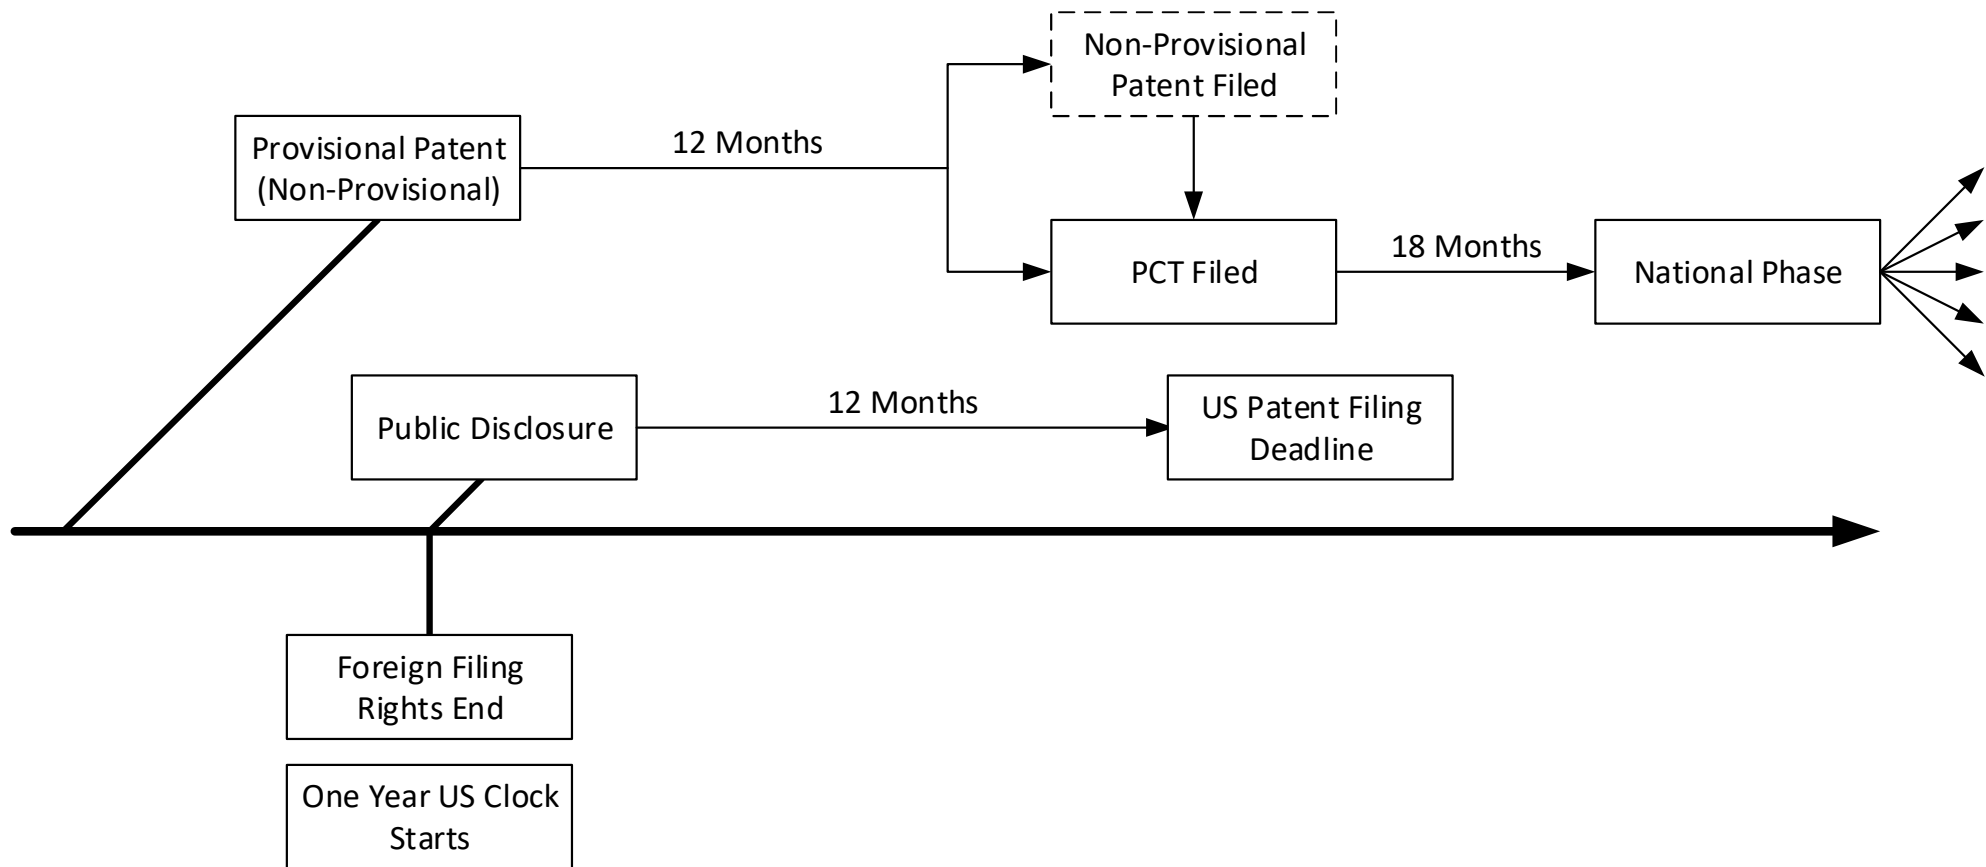 Non-Provisional
Patent Filed
Provisional Patent
(Non-Provisional)
12 Months
PCT Filed
18 Months
National Phase
Public Disclosure
12 Months
US Patent Filing
Deadline
Foreign Filing
Rights End
One Year US Clock
Starts